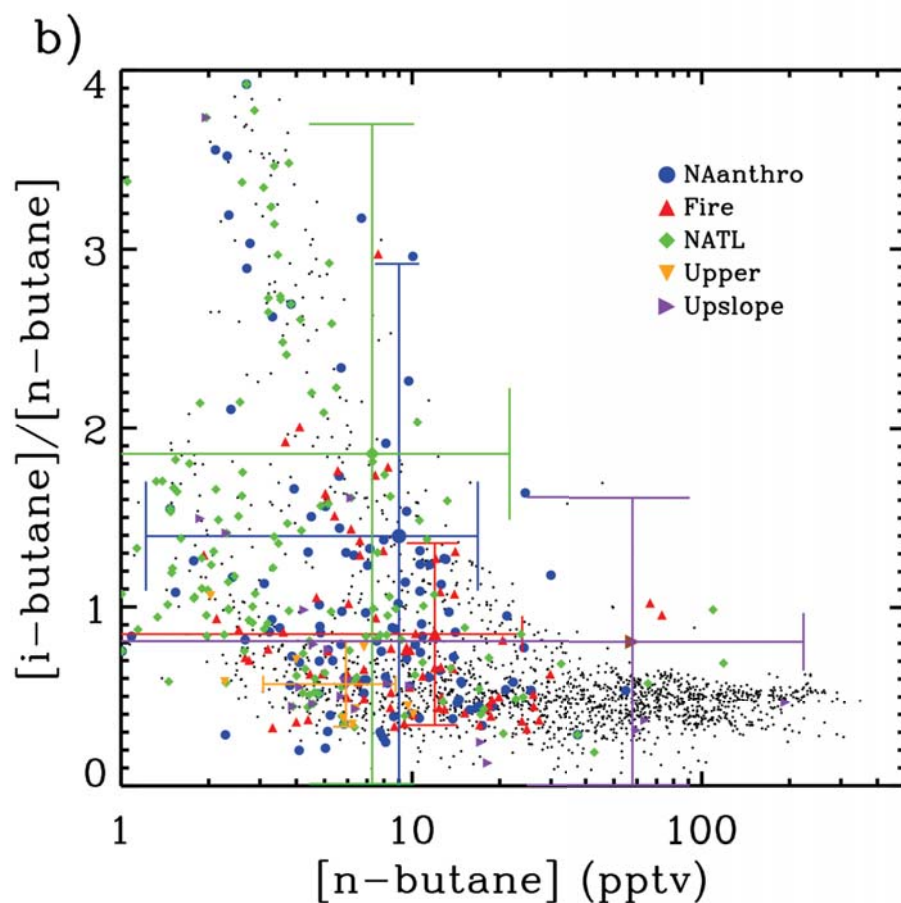 b)
4
3
2
1
0
[i-butane]/[n-butane]
NAanthro
Fire
NATL
Upper
Upslope
1 10 100
[n-butane] (pptv)